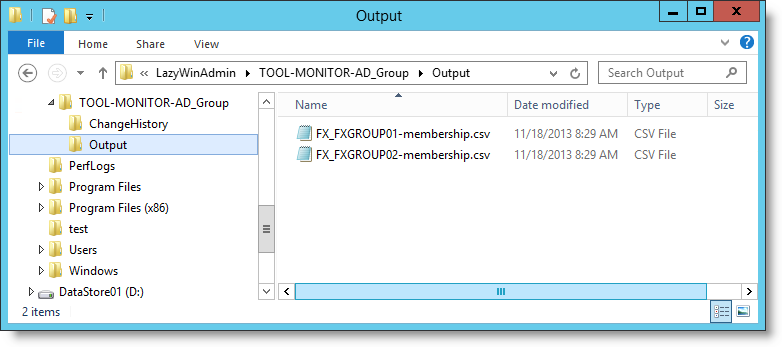 Output
File Home Share View
« LazyWinAdmin TOOL-MONITOR-AD_Group Output Search Output
TOOL-MONITOR-AD_Group
ChangeHistory
Output
PerfLogs
Program Files
Program Files (x86)
test
Users
Windows
DataStore01 (D:)
Name Date modified Type Size
FX_FXGROUP01-membership.csv 11/18/2013 8:29 AM CSV File
FX_FXGROUP02-membership.csv 11/18/2013 8:29 AM CSV File
2 items